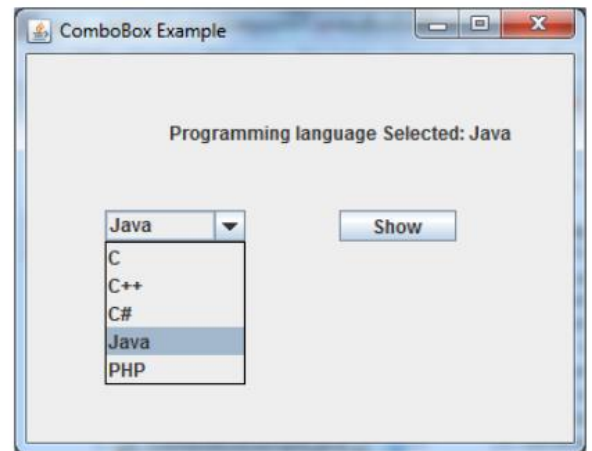 ComboBox Example
Programming language Selected: Java
Java
Show
C
C++
C#
Java
PHP